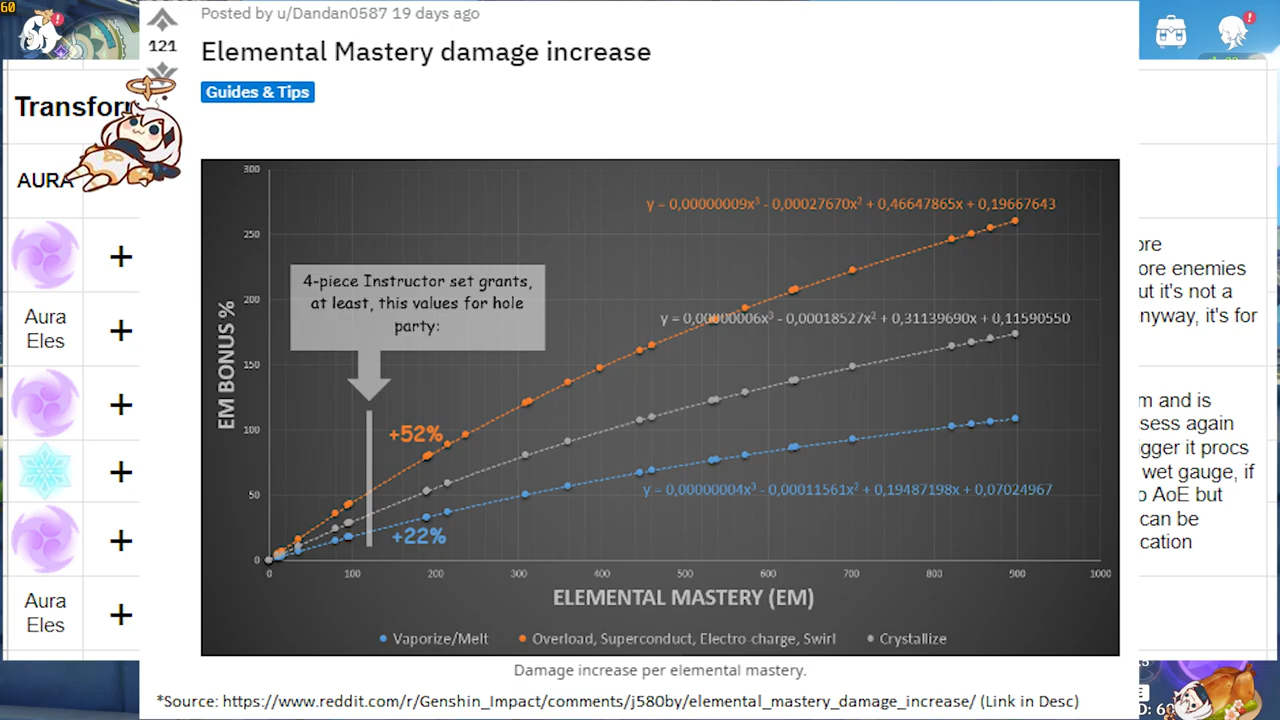 60
Posted by u/Dandan0587 19 days ago
121
Elemental Mastery damage increase
Guides & Tips
Transfor
AURA
Aura
Eles
Aura
Eles
+
+
+
+
+
+
300
250
200
150
100
50
0
EM BONUS %
4-piece Instructor set grants,
at least, this values for hole
party:
+52%
+22%
y = 0,00000009x³ - 0,00027670x² + 0,46647865x + 0,19667643
y = 0,00000006x³ - 0,00018527x² + 0,31139690x + 0,11590550
y = 0,00000004x³ - 0,00011561x² + 0,19487198x + 0,07024967
0 100 200 300 400 500 600 700 800 900 1000
ELEMENTAL MASTERY (EM)
Vaporize/Melt Overload, Superconduct, Electro-charge, Swirl Crystallize
Damage increase per elemental mastery.
*Source: https://www.reddit.com/r/Genshin_Impact/comments/j580by/elemental_mastery_damage_increase/ (Link in Desc)
ore
ore enemies
ut it's not a
nyway, it's for
m and is
sess again
gger it procs
wet gauge, if
o AoE but
can be
cation